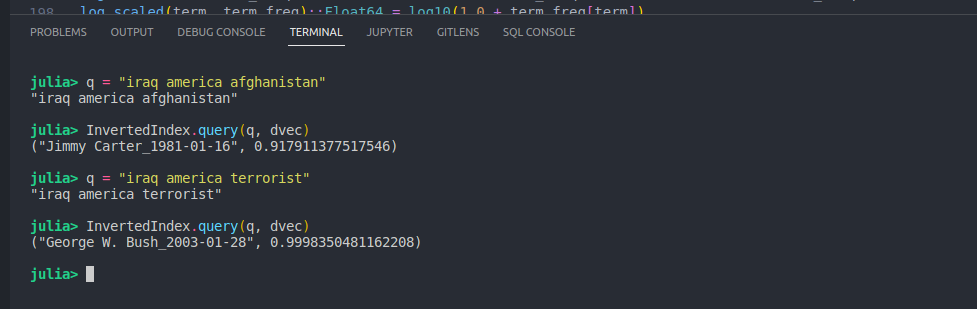 198 log_scaled(term, term_freq)::Float64 = log10(1.0 + term_freq[term])
PROBLEMS OUTPUT DEBUG CONSOLE TERMINAL JUPYTER GITLENS SQL CONSOLE
julia> q = "iraq america afghanistan"
"iraq america afghanistan"
julia> InvertedIndex.query(q, dvec)
("Jimmy Carter_1981-01-16", 0.917911377517546)
julia> q = "iraq america terrorist"
"iraq america terrorist"
julia> InvertedIndex.query(q, dvec)
("George W. Bush_2003-01-28", 0.9998350481162208)
julia>